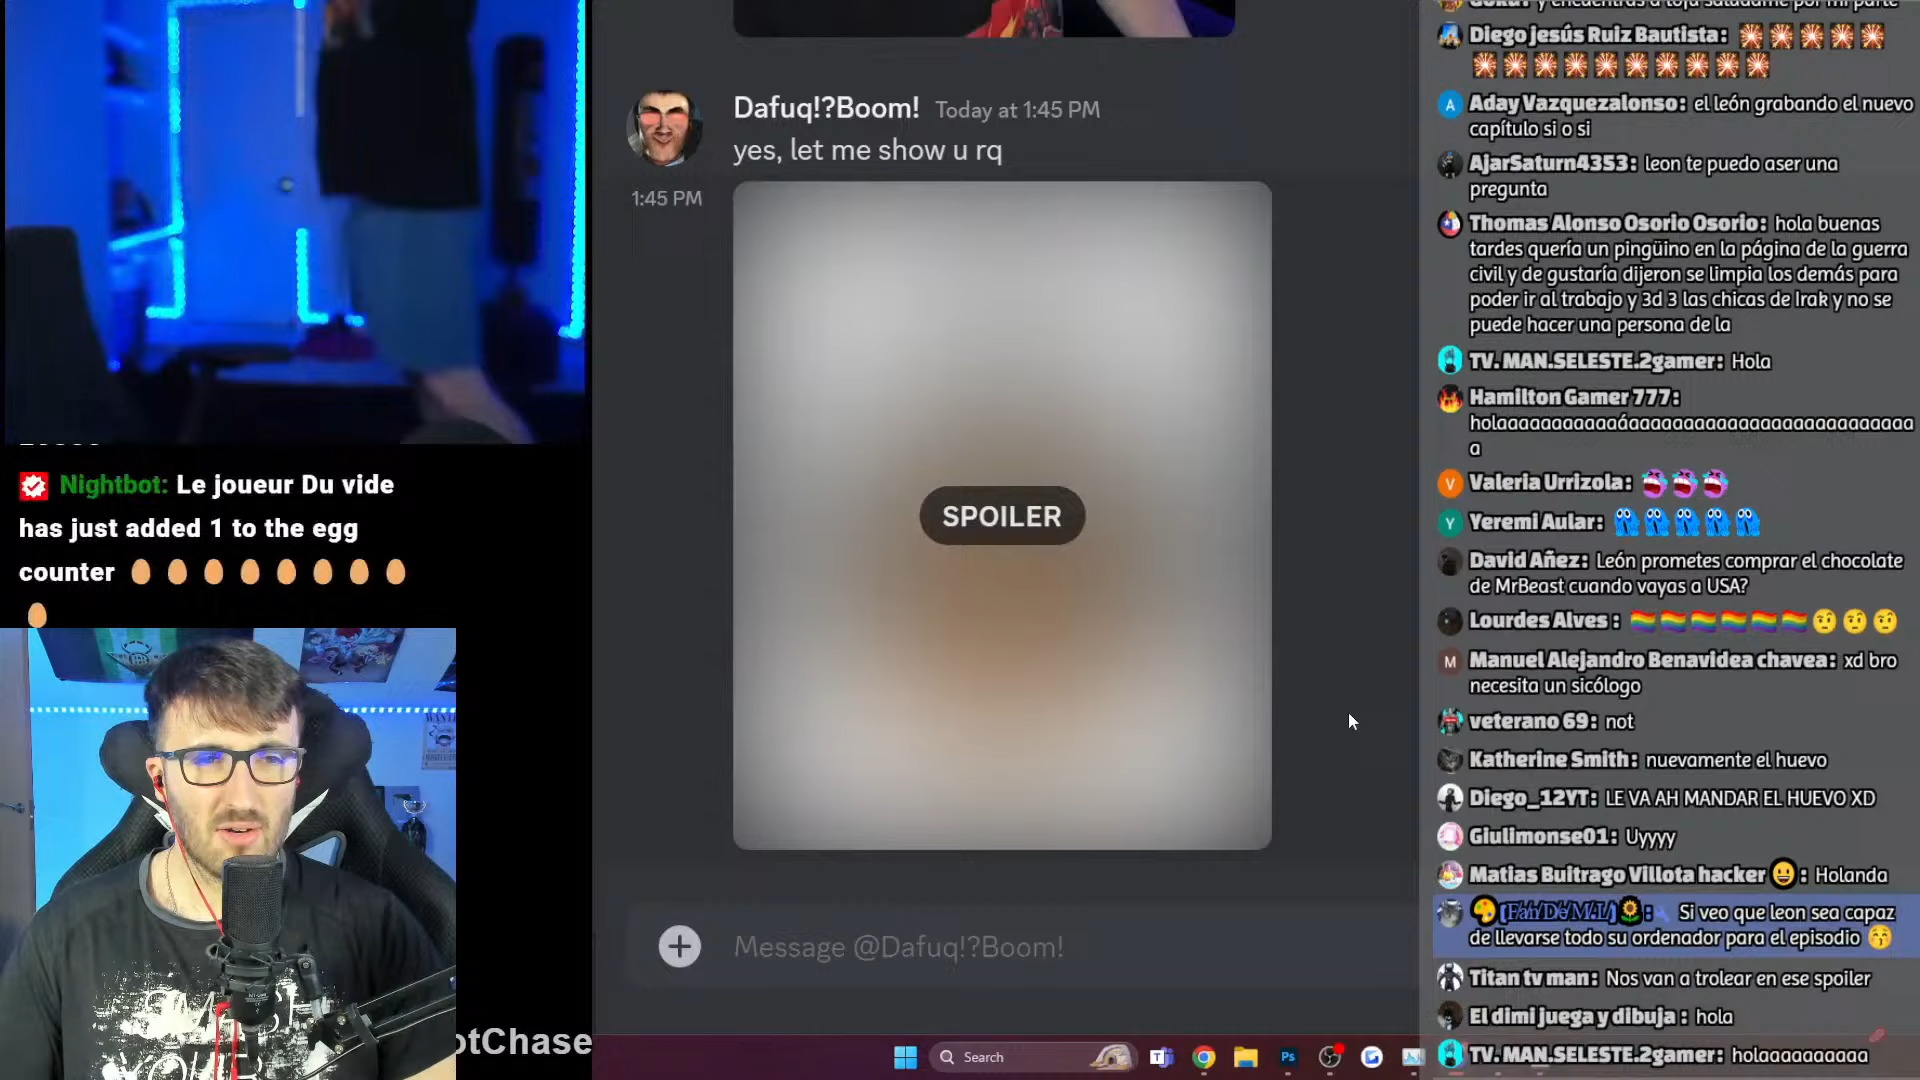 Dafuq!?Boom! Today at 1:45 PM
yes, let me show u rq
1:45 PM
SPOILER
Message @Dafuq!?Boom!
Search
Nightbot: Le joueur Du vide
has just added 1 to the egg
counter
otChase
WANTED
y encuentras a toja saludame por mi parte
Diego jesús Ruiz Bautista:
Aday Vazquezalonso: el león grabando el nuevo
capítulo si o si
AjarSaturn4353: leon te puedo aser una
pregunta
Thomas Alonso Osorio Osorio: hola buenas
tardes quería un pingüino en la página de la guerra
civil y de gustaría dijeron se limpia los demás para
poder ir al trabajo y 3d 3 las chicas de Irak y no se
puede hacer una persona de la
TV. MAN.SELESTE.2gamer: Hola
Hamilton Gamer 777:
holaaaaaaaaaaaáaaaaaaaaaaaaaaaaaaaaaaaaaa
a
Valeria Urrizola:
Yeremi Aular:
David Añez: León prometes comprar el chocolate
de MrBeast cuando vayas a USA?
Lourdes Alves :
Manuel Alejandro Benavidea chavea: xd bro
necesita un sicólogo
veterano 69: not
Katherine Smith: nuevamente el huevo
Diego_12YT: LE VA AH MANDAR EL HUEVO XD
Giulimonse01: Uyyyy
Matias Buitrago Villota hacker 😀: Holanda
Si veo que leon sea capaz
de llevarse todo su ordenador para el episodio
Titan tv man: Nos van a trolear en ese spoiler
El dimi juega y dibuja : hola
TV. MAN.SELESTE.2gamer: holaaaaaaaaaa